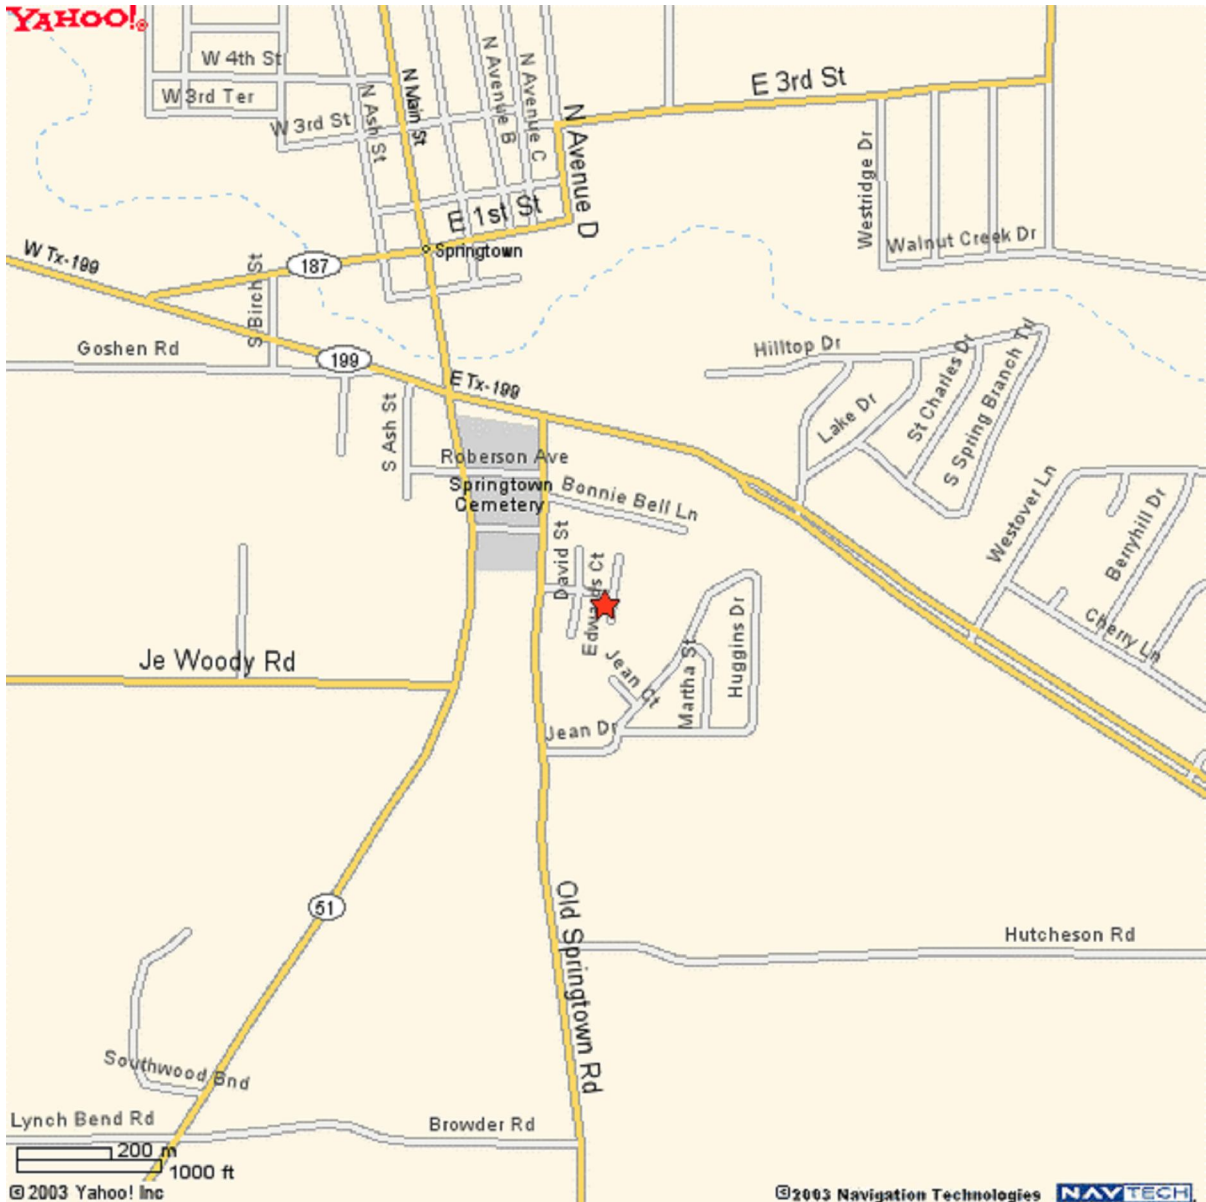 YAHOO!®
W 4th St
W 3rd Ter
W 3rd St
N Ash St
N Main St
N Avenue B
N Avenue C
N Avenue D
E 3rd St
Westridge Dr
Walnut Creek Dr
E 1st St
Springtown
W Tx-199
187
S Birch St
Goshen Rd
199
E Tx-199
Hilltop Dr
Lake Dr
St Charles Dr
S Spring Branch Trl
S Ash St
Roberson Ave
Springtown
Cemetery
Bonnie Bell Ln
Westover Ln
Berryhill Dr
Cherry Ln
David St
Edwards Ct
Jean Ct
Martha St
Huggins Dr
Jean Dr
Je Woody Rd
51
Old Springtown Rd
Hutcheson Rd
Southwood Bnd
Lynch Bend Rd
Browder Rd
200 m
1000 ft
©2003 Yahoo! Inc
©2003 Navigation Technologies
NAVTECH.